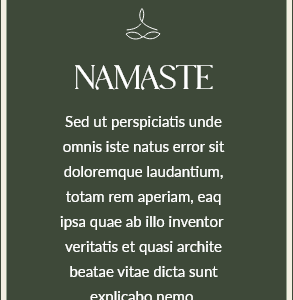 NAMASTE
Sed ut perspiciatis unde
omnis iste natus error sit
doloremque laudantium,
totam rem aperiam, eaq
ipsa quae ab illo inventor
veritatis et quasi archite
beatae vitae dicta sunt
explicabo nemo